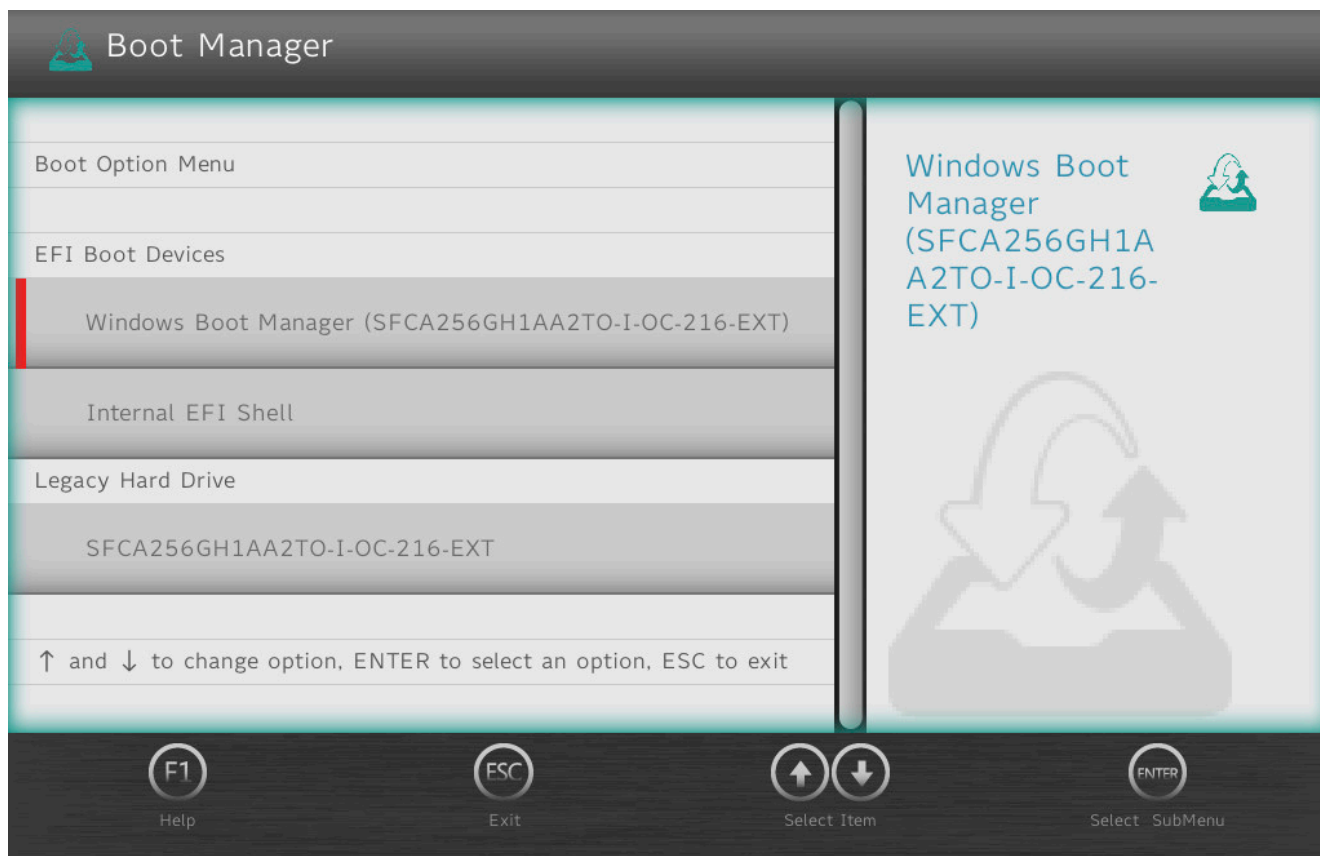 Boot Manager
Boot Option Menu
EFI Boot Devices
Windows Boot Manager (SFCA256GH1AA2TO-I-OC-216-EXT)
Internal EFI Shell
Legacy Hard Drive
SFCA256GH1AA2TO-I-OC-216-EXT
↑ and ↓ to change option, ENTER to select an option, ESC to exit
Windows Boot
Manager
(SFCA256GH1A
A2TO-I-OC-216-
EXT)
F1
Help
ESC
Exit
Select Item
ENTER
Select SubMenu